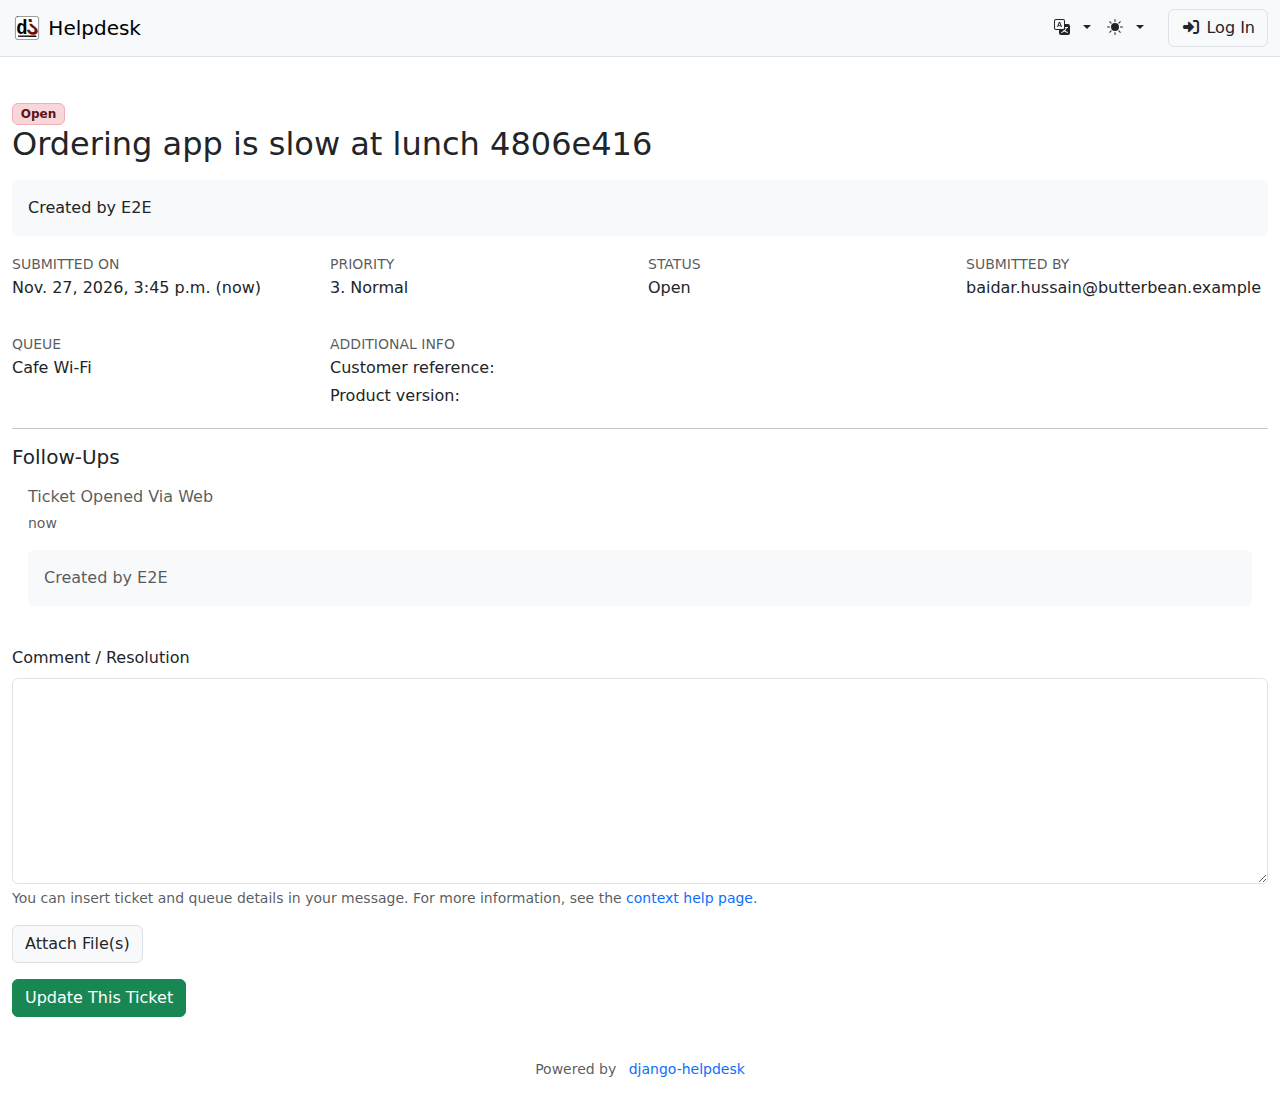 Helpdesk
Log In
Open
Ordering app is slow at lunch 4806e416
Created by E2E
SUBMITTED ON
Nov. 27, 2026, 3:45 p.m. (now)
PRIORITY
3. Normal
STATUS
Open
SUBMITTED BY
baidar.hussain@butterbean.example
QUEUE
Cafe Wi-Fi
ADDITIONAL INFO
Customer reference:
Product version:
Follow-Ups
Ticket Opened Via Web
now
Created by E2E
Comment / Resolution
You can insert ticket and queue details in your message. For more information, see the context help page.
Attach File(s)
Update This Ticket
Powered by django-helpdesk